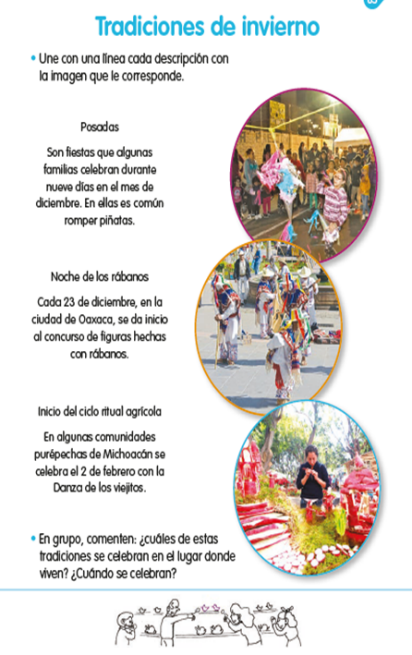 Tradiciones de invierno
• Une con una línea cada descripción con
la imagen que le corresponde.
Posadas
Son fiestas que algunas
familias celebran durante
nueve días en el mes de
diciembre. En ellas es común
romper piñatas.
Noche de los rábanos
Cada 23 de diciembre, en la
ciudad de Oaxaca, se da inicio
al concurso de figuras hechas
con rábanos.
Inicio del ciclo ritual agrícola
En algunas comunidades
purépechas de Michoacán se
celebra el 2 de febrero con la
Danza de los viejitos.
• En grupo, comenten: ¿cuáles de estas
tradiciones se celebran en el lugar donde
viven? ¿Cuándo se celebran?